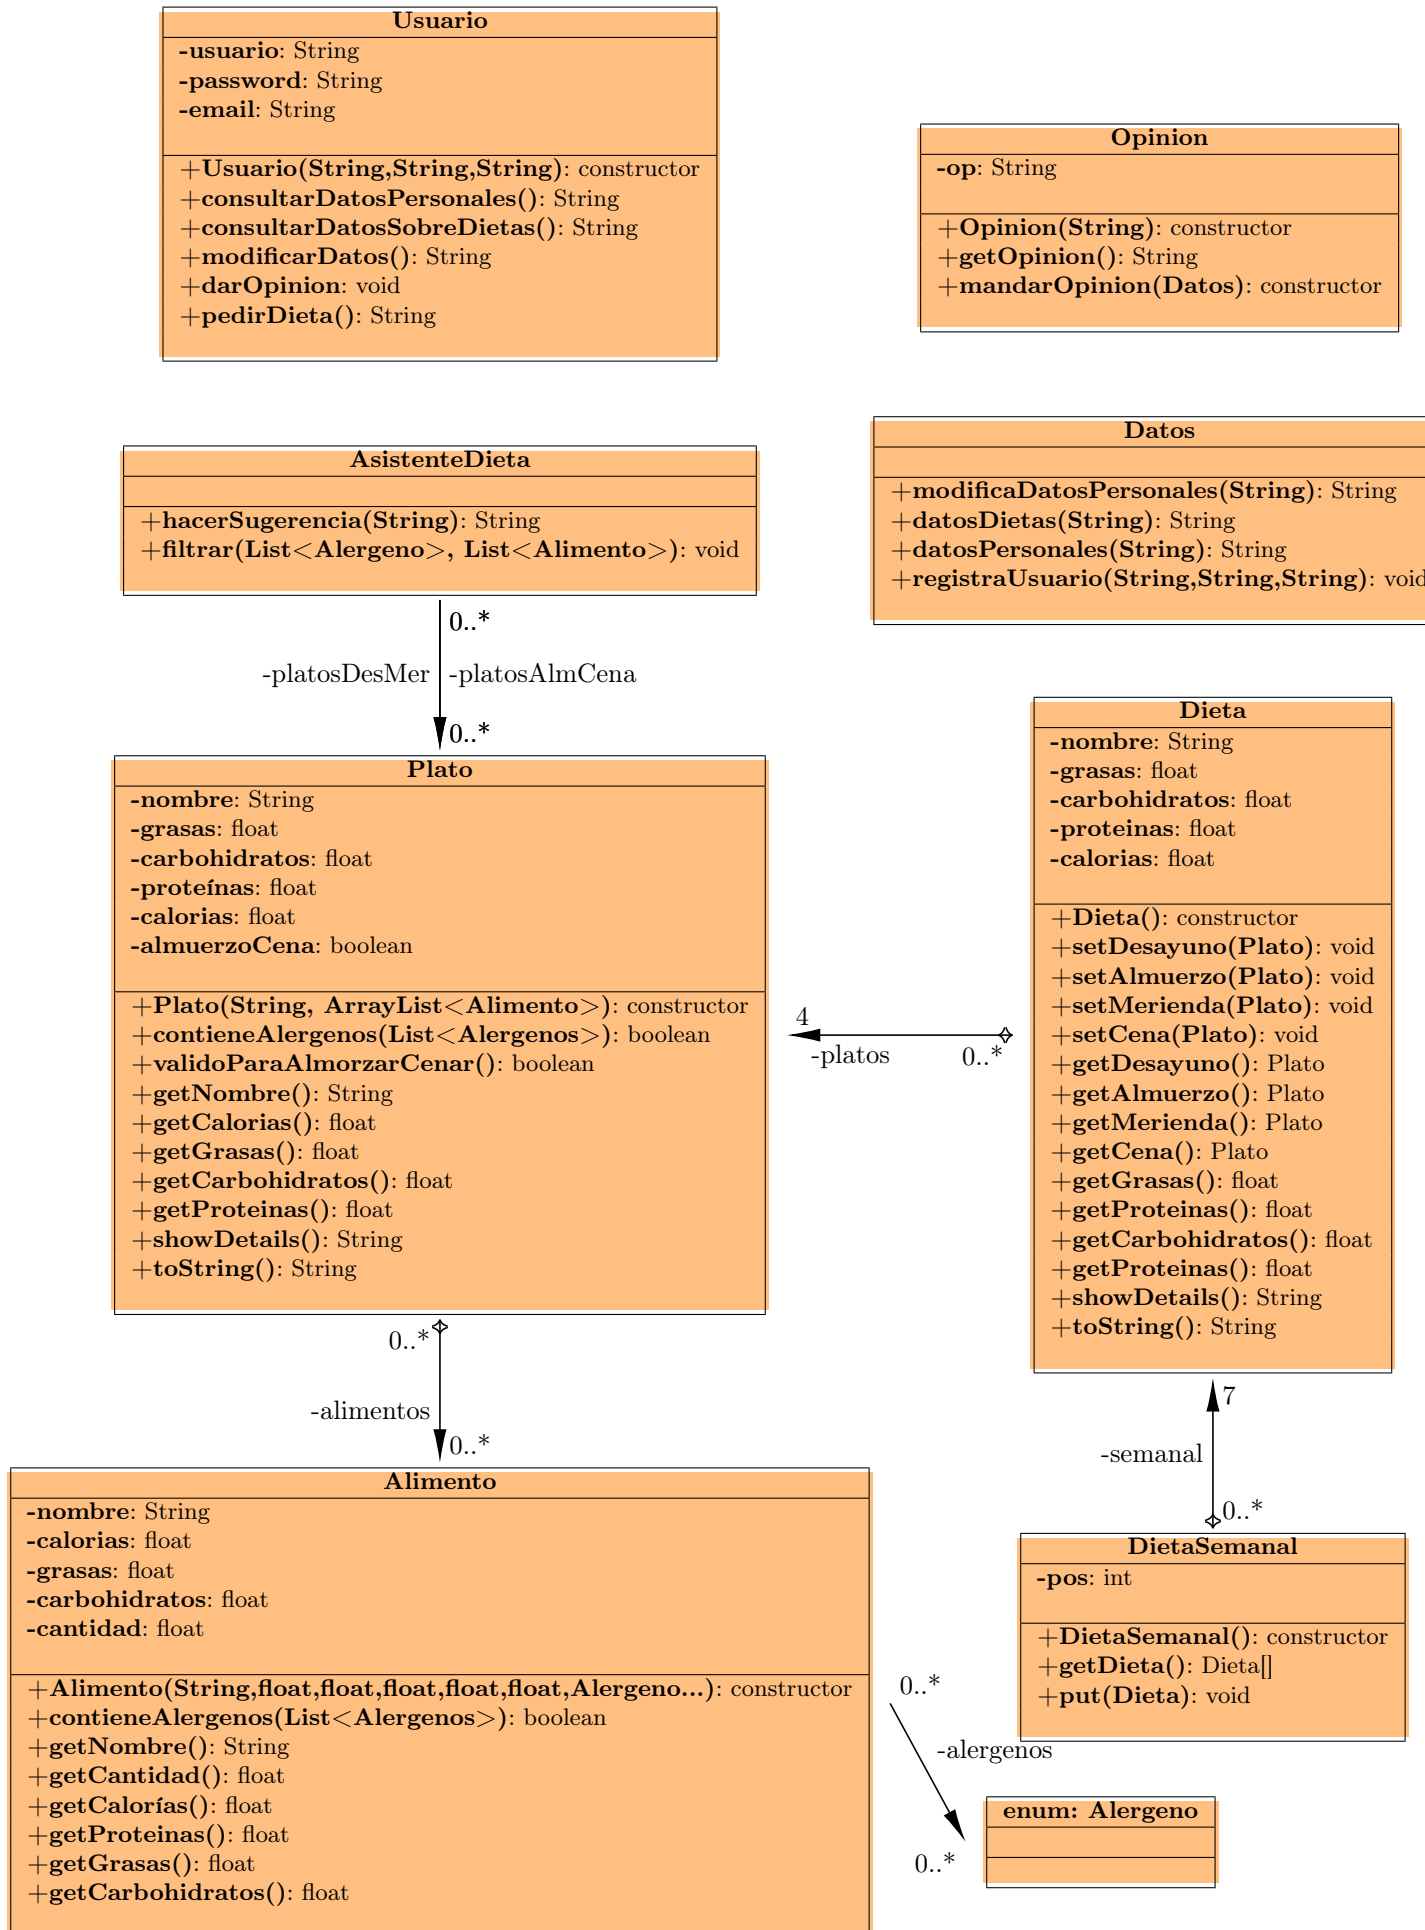 Usuario
-usuario: String
-password: String
-email: String
+Usuario(String,String,String): constructor
+consultarDatosPersonales(): String
+consultarDatosSobreDietas(): String
+modificarDatos(): String
+darOpinion: void
+pedirDieta(): String
Opinion
-op: String
+Opinion(String): constructor
+getOpinion(): String
+mandarOpinion(Datos): constructor
AsistenteDieta
+hacerSugerencia(String): String
+filtrar(List<Alergeno>, List<Alimento>): void
Datos
+modificaDatosPersonales(String): String
+datosDietas(String): String
+datosPersonales(String): String
+registraUsuario(String,String,String): void
0..*
-platosDesMer
-platosAlmCena
0..*
Plato
-nombre: String
-grasas: float
-carbohidratos: float
-proteínas: float
-calorias: float
-almuerzoCena: boolean
+Plato(String, ArrayList<Alimento>): constructor
+contieneAlergenos(List<Alergenos>): boolean
+validoParaAlmorzarCenar(): boolean
+getNombre(): String
+getCalorias(): float
+getGrasas(): float
+getCarbohidratos(): float
+getProteinas(): float
+showDetails(): String
+toString(): String
4
-platos
0..*
Dieta
-nombre: String
-grasas: float
-carbohidratos: float
-proteinas: float
-calorias: float
+Dieta(): constructor
+setDesayuno(Plato): void
+setAlmuerzo(Plato): void
+setMerienda(Plato): void
+setCena(Plato): void
+getDesayuno(): Plato
+getAlmuerzo(): Plato
+getMerienda(): Plato
+getCena(): Plato
+getGrasas(): float
+getProteinas(): float
+getCarbohidratos(): float
+getProteinas(): float
+showDetails(): String
+toString(): String
0..*
-alimentos
0..*
7
-semanal
0..*
Alimento
-nombre: String
-calorias: float
-grasas: float
-carbohidratos: float
-cantidad: float
+Alimento(String,float,float,float,float,float,Alergeno...): constructor
+contieneAlergenos(List<Alergenos>): boolean
+getNombre(): String
+getCantidad(): float
+getCalorías(): float
+getProteinas(): float
+getGrasas(): float
+getCarbohidratos(): float
DietaSemanal
-pos: int
+DietaSemanal(): constructor
+getDieta(): Dieta[]
+put(Dieta): void
0..*
-alergenos
0..*
enum: Alergeno